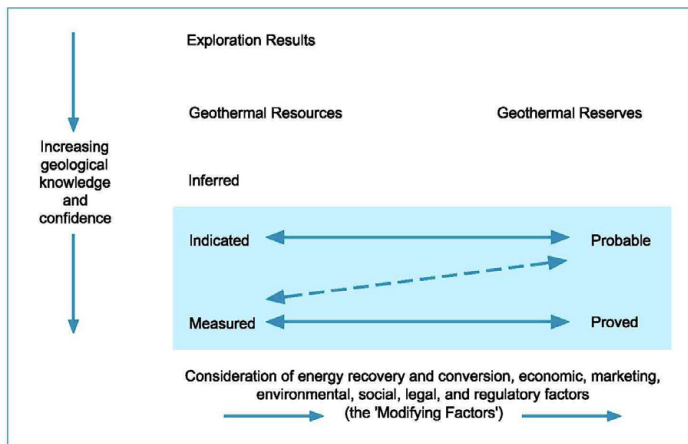 Exploration Results
Geothermal Resources
Geothermal Reserves
Increasing
geological
knowledge
and
confidence
Inferred
Indicated
Probable
Measured
Proved
Consideration of energy recovery and conversion, economic, marketing,
environmental, social, legal, and regulatory factors
(the 'Modifying Factors')